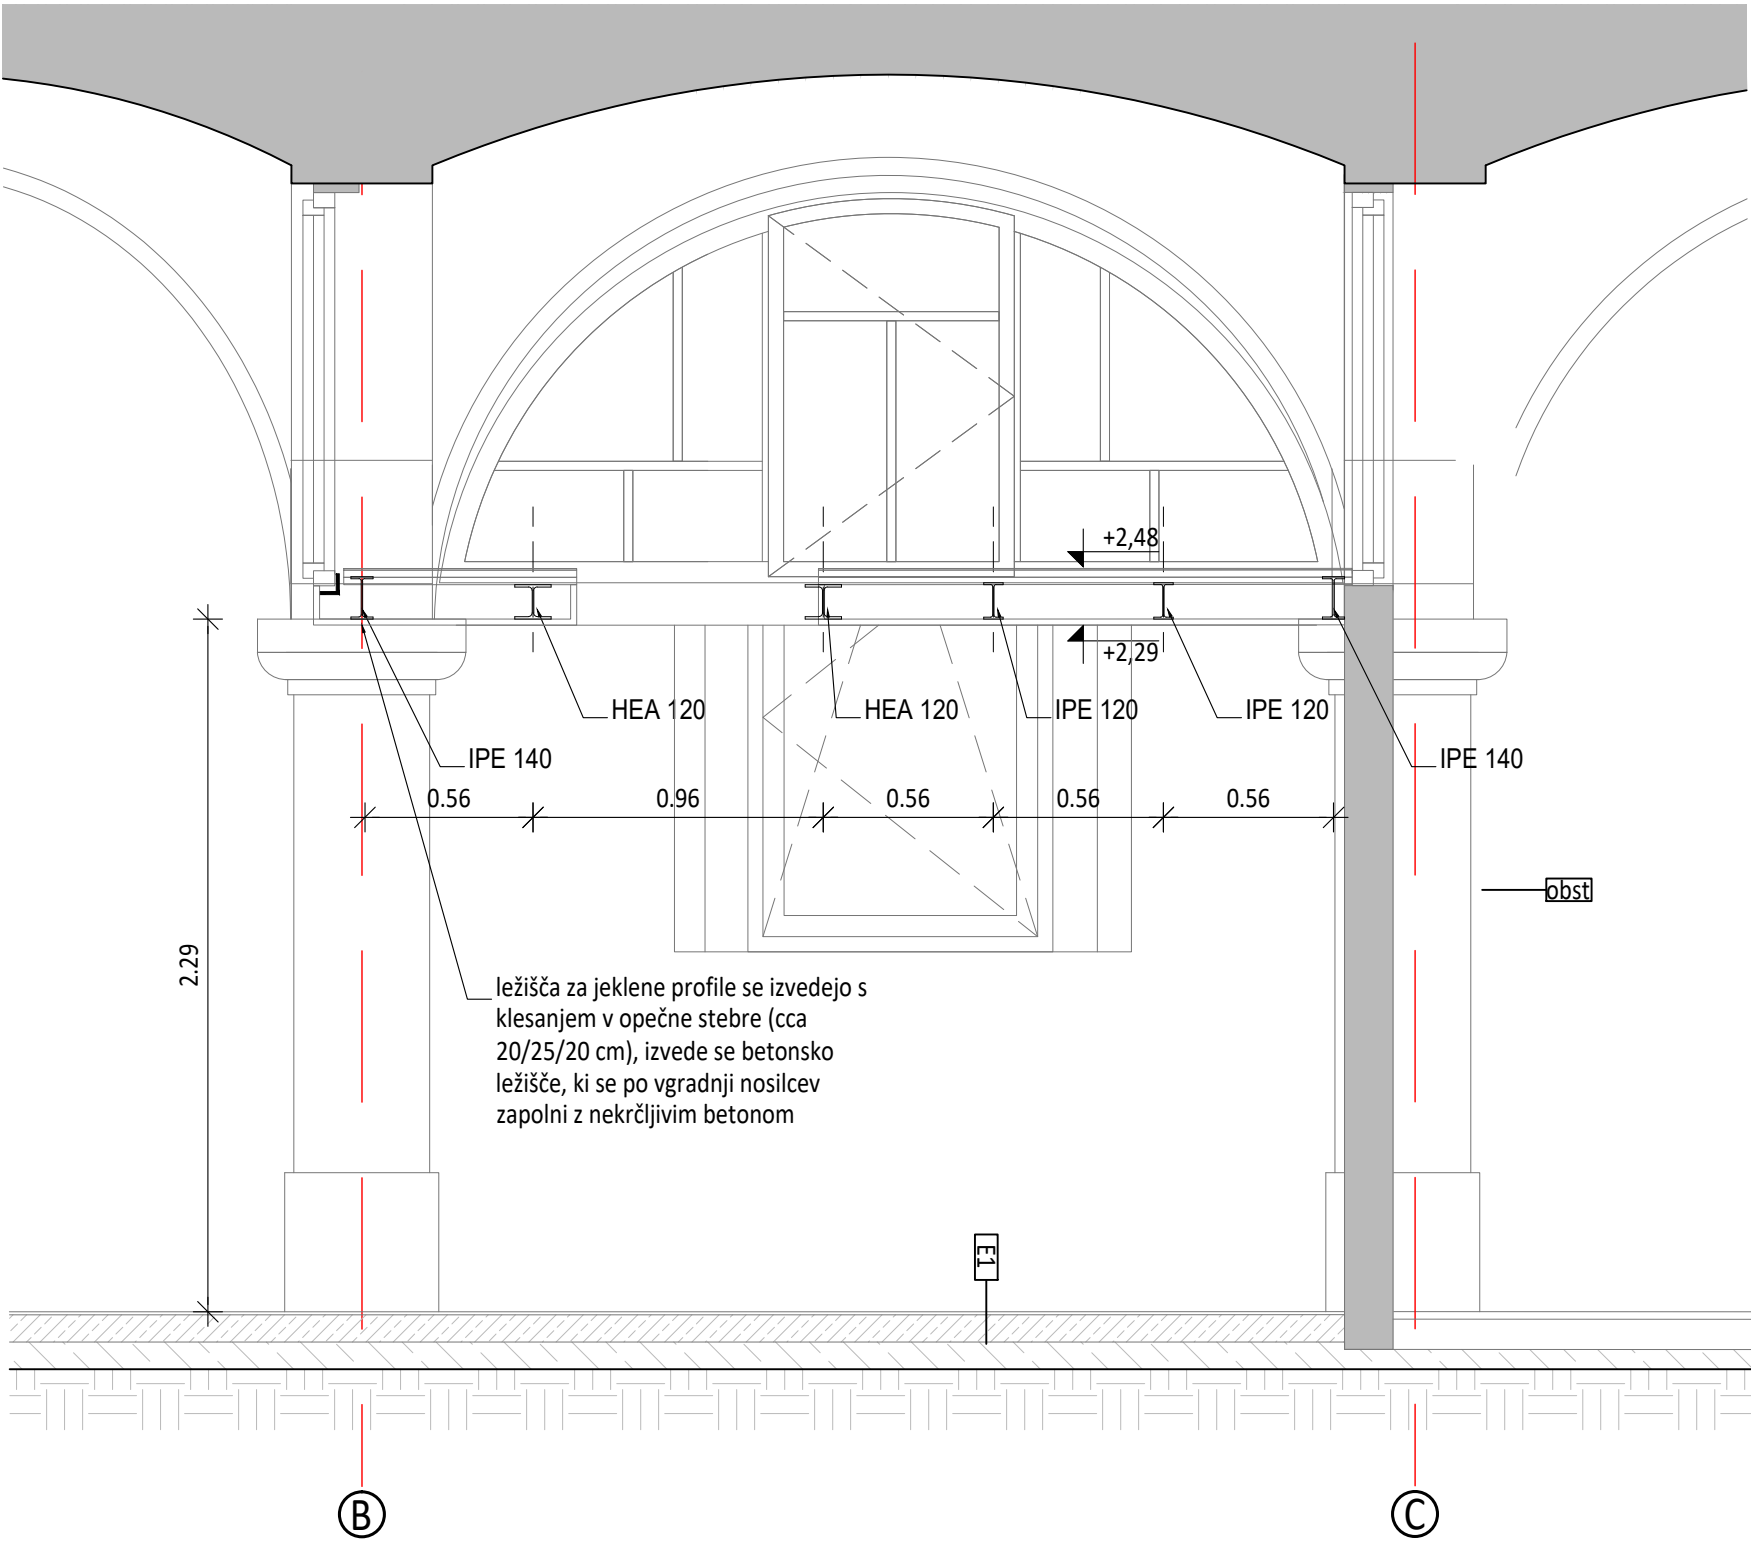 +2,48
+2,29
HEA 120
HEA 120
IPE 120
IPE 120
IPE 140
IPE 140
0.56
0.96
0.56
0.56
0.56
obst
2.29
ležišča za jeklene profile se izvedejo s
klesanjem v opečne stebre (cca
20/25/20 cm), izvede se betonsko
ležišče, ki se po vgradnji nosilcev
zapolni z nekrčljivim betonom
E1
B
C